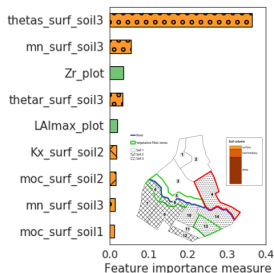 thetas_surf_soil3
mn_surf_soil3
Zr_plot
thetar_surf_soil3
LAImax_plot
Kx_surf_soil2
moc_surf_soil2
mn_surf_soil3
moc_surf_soil1
0.0 0.1 0.2 0.3 0.4
Feature importance measure